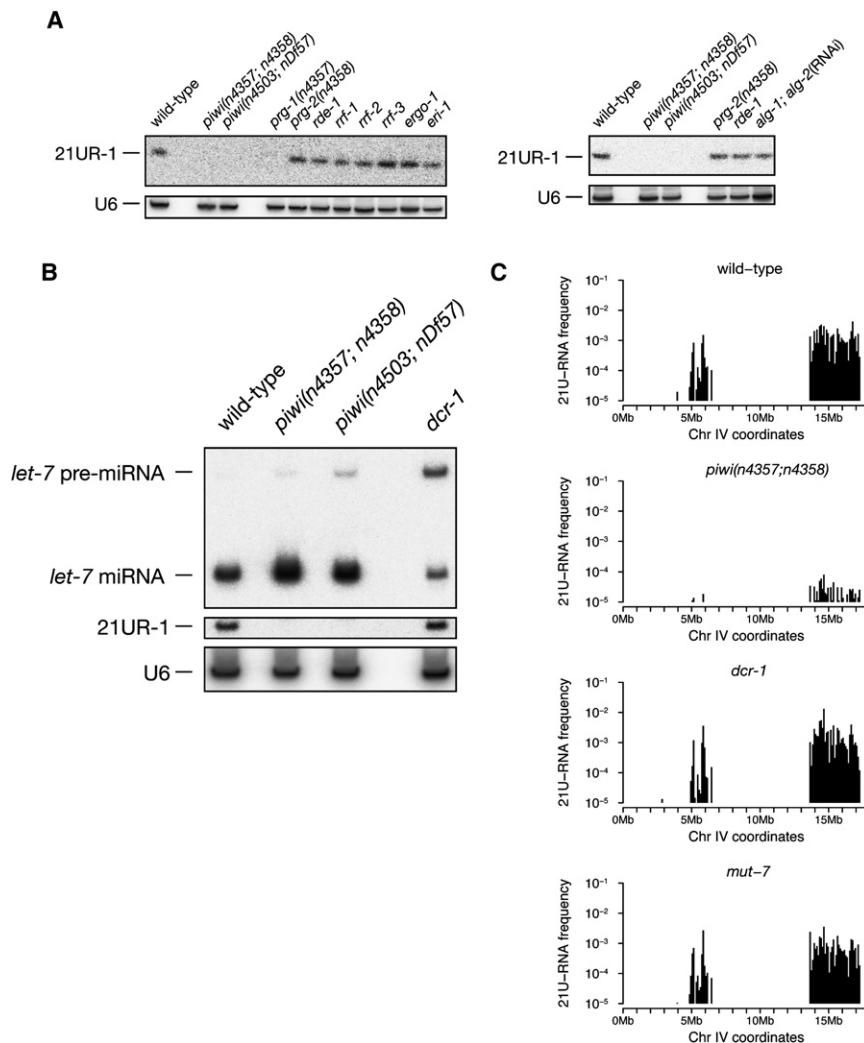 A
wild-type
piwi(n4357; n4358)
piwi(n4503; nDf57)
prg-1(n4357)
prg-2(n4358)
rde-1
rrf-1
rrf-2
rrf-3
ergo-1
eri-1
21UR-1
U6
wild-type
piwi(n4357; n4358)
piwi(n4503; nDf57)
prg-2(n4358)
rde-1
alg-1; alg-2(RNAi)
21UR-1
U6
B
wild-type
piwi(n4357; n4358)
piwi(n4503; nDf57)
dcr-1
let-7 pre-miRNA
let-7 miRNA
21UR-1
U6
C
wild–type
21U–RNA frequency
10⁻¹
10⁻²
10⁻³
10⁻⁴
10⁻⁵
0Mb 5Mb 10Mb 15Mb
Chr IV coordinates
piwi(n4357;n4358)
21U–RNA frequency
10⁻¹
10⁻²
10⁻³
10⁻⁴
10⁻⁵
0Mb 5Mb 10Mb 15Mb
Chr IV coordinates
dcr-1
21U–RNA frequency
10⁻¹
10⁻²
10⁻³
10⁻⁴
10⁻⁵
0Mb 5Mb 10Mb 15Mb
Chr IV coordinates
mut–7
21U–RNA frequency
10⁻¹
10⁻²
10⁻³
10⁻⁴
10⁻⁵
0Mb 5Mb 10Mb 15Mb
Chr IV coordinates